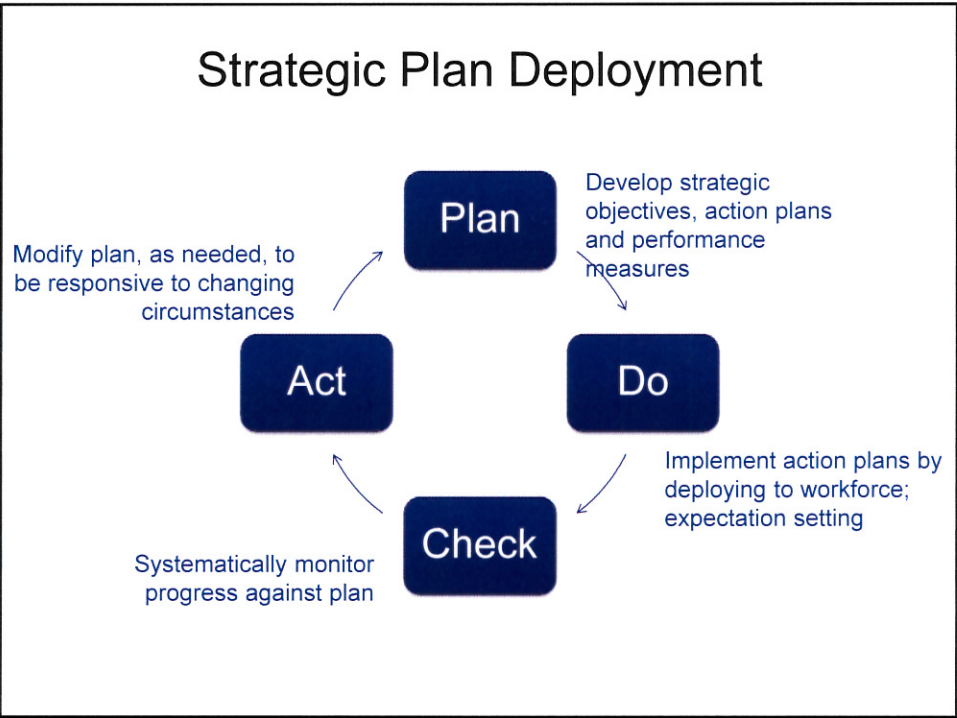 Strategic Plan Deployment
Plan
Develop strategic
objectives, action plans
and performance
measures
Do
Implement action plans by
deploying to workforce;
expectation setting
Check
Systematically monitor
progress against plan
Act
Modify plan, as needed, to
be responsive to changing
circumstances